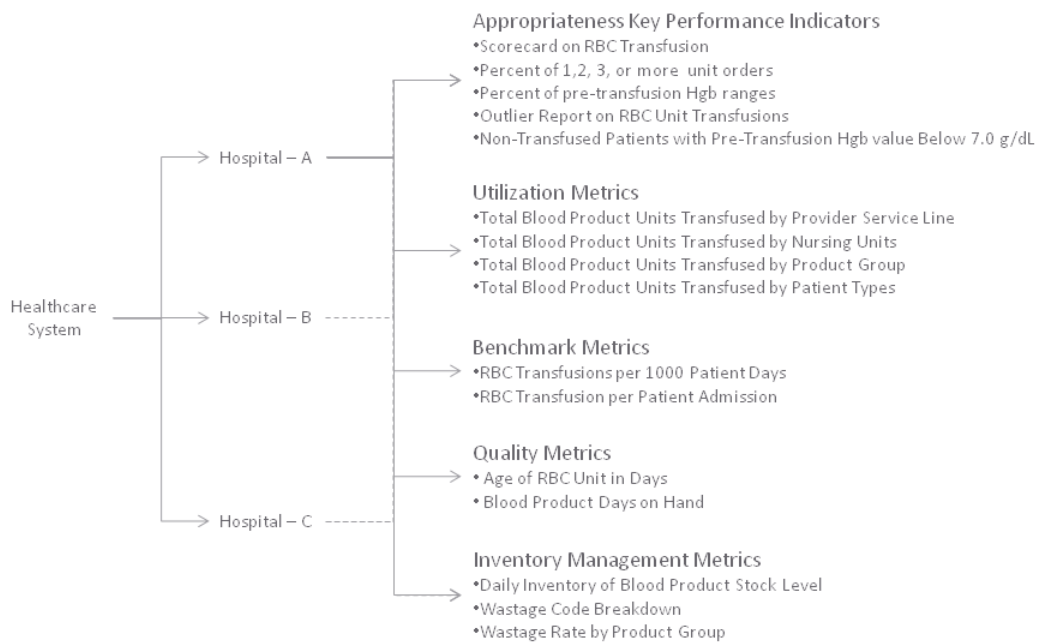 Appropriateness Key Performance Indicators
•Scorecard on RBC Transfusion
•Percent of 1,2, 3, or more unit orders
•Percent of pre-transfusion Hgb ranges
•Outlier Report on RBC Unit Transfusions
•Non-Transfused Patients with Pre-Transfusion Hgb value Below 7.0 g/dL
Hospital – A
Utilization Metrics
•Total Blood Product Units Transfused by Provider Service Line
•Total Blood Product Units Transfused by Nursing Units
•Total Blood Product Units Transfused by Product Group
•Total Blood Product Units Transfused by Patient Types
Healthcare
System
Hospital – B
Benchmark Metrics
•RBC Transfusions per 1000 Patient Days
•RBC Transfusion per Patient Admission
Quality Metrics
• Age of RBC Unit in Days
• Blood Product Days on Hand
Hospital – C
Inventory Management Metrics
•Daily Inventory of Blood Product Stock Level
•Wastage Code Breakdown
•Wastage Rate by Product Group